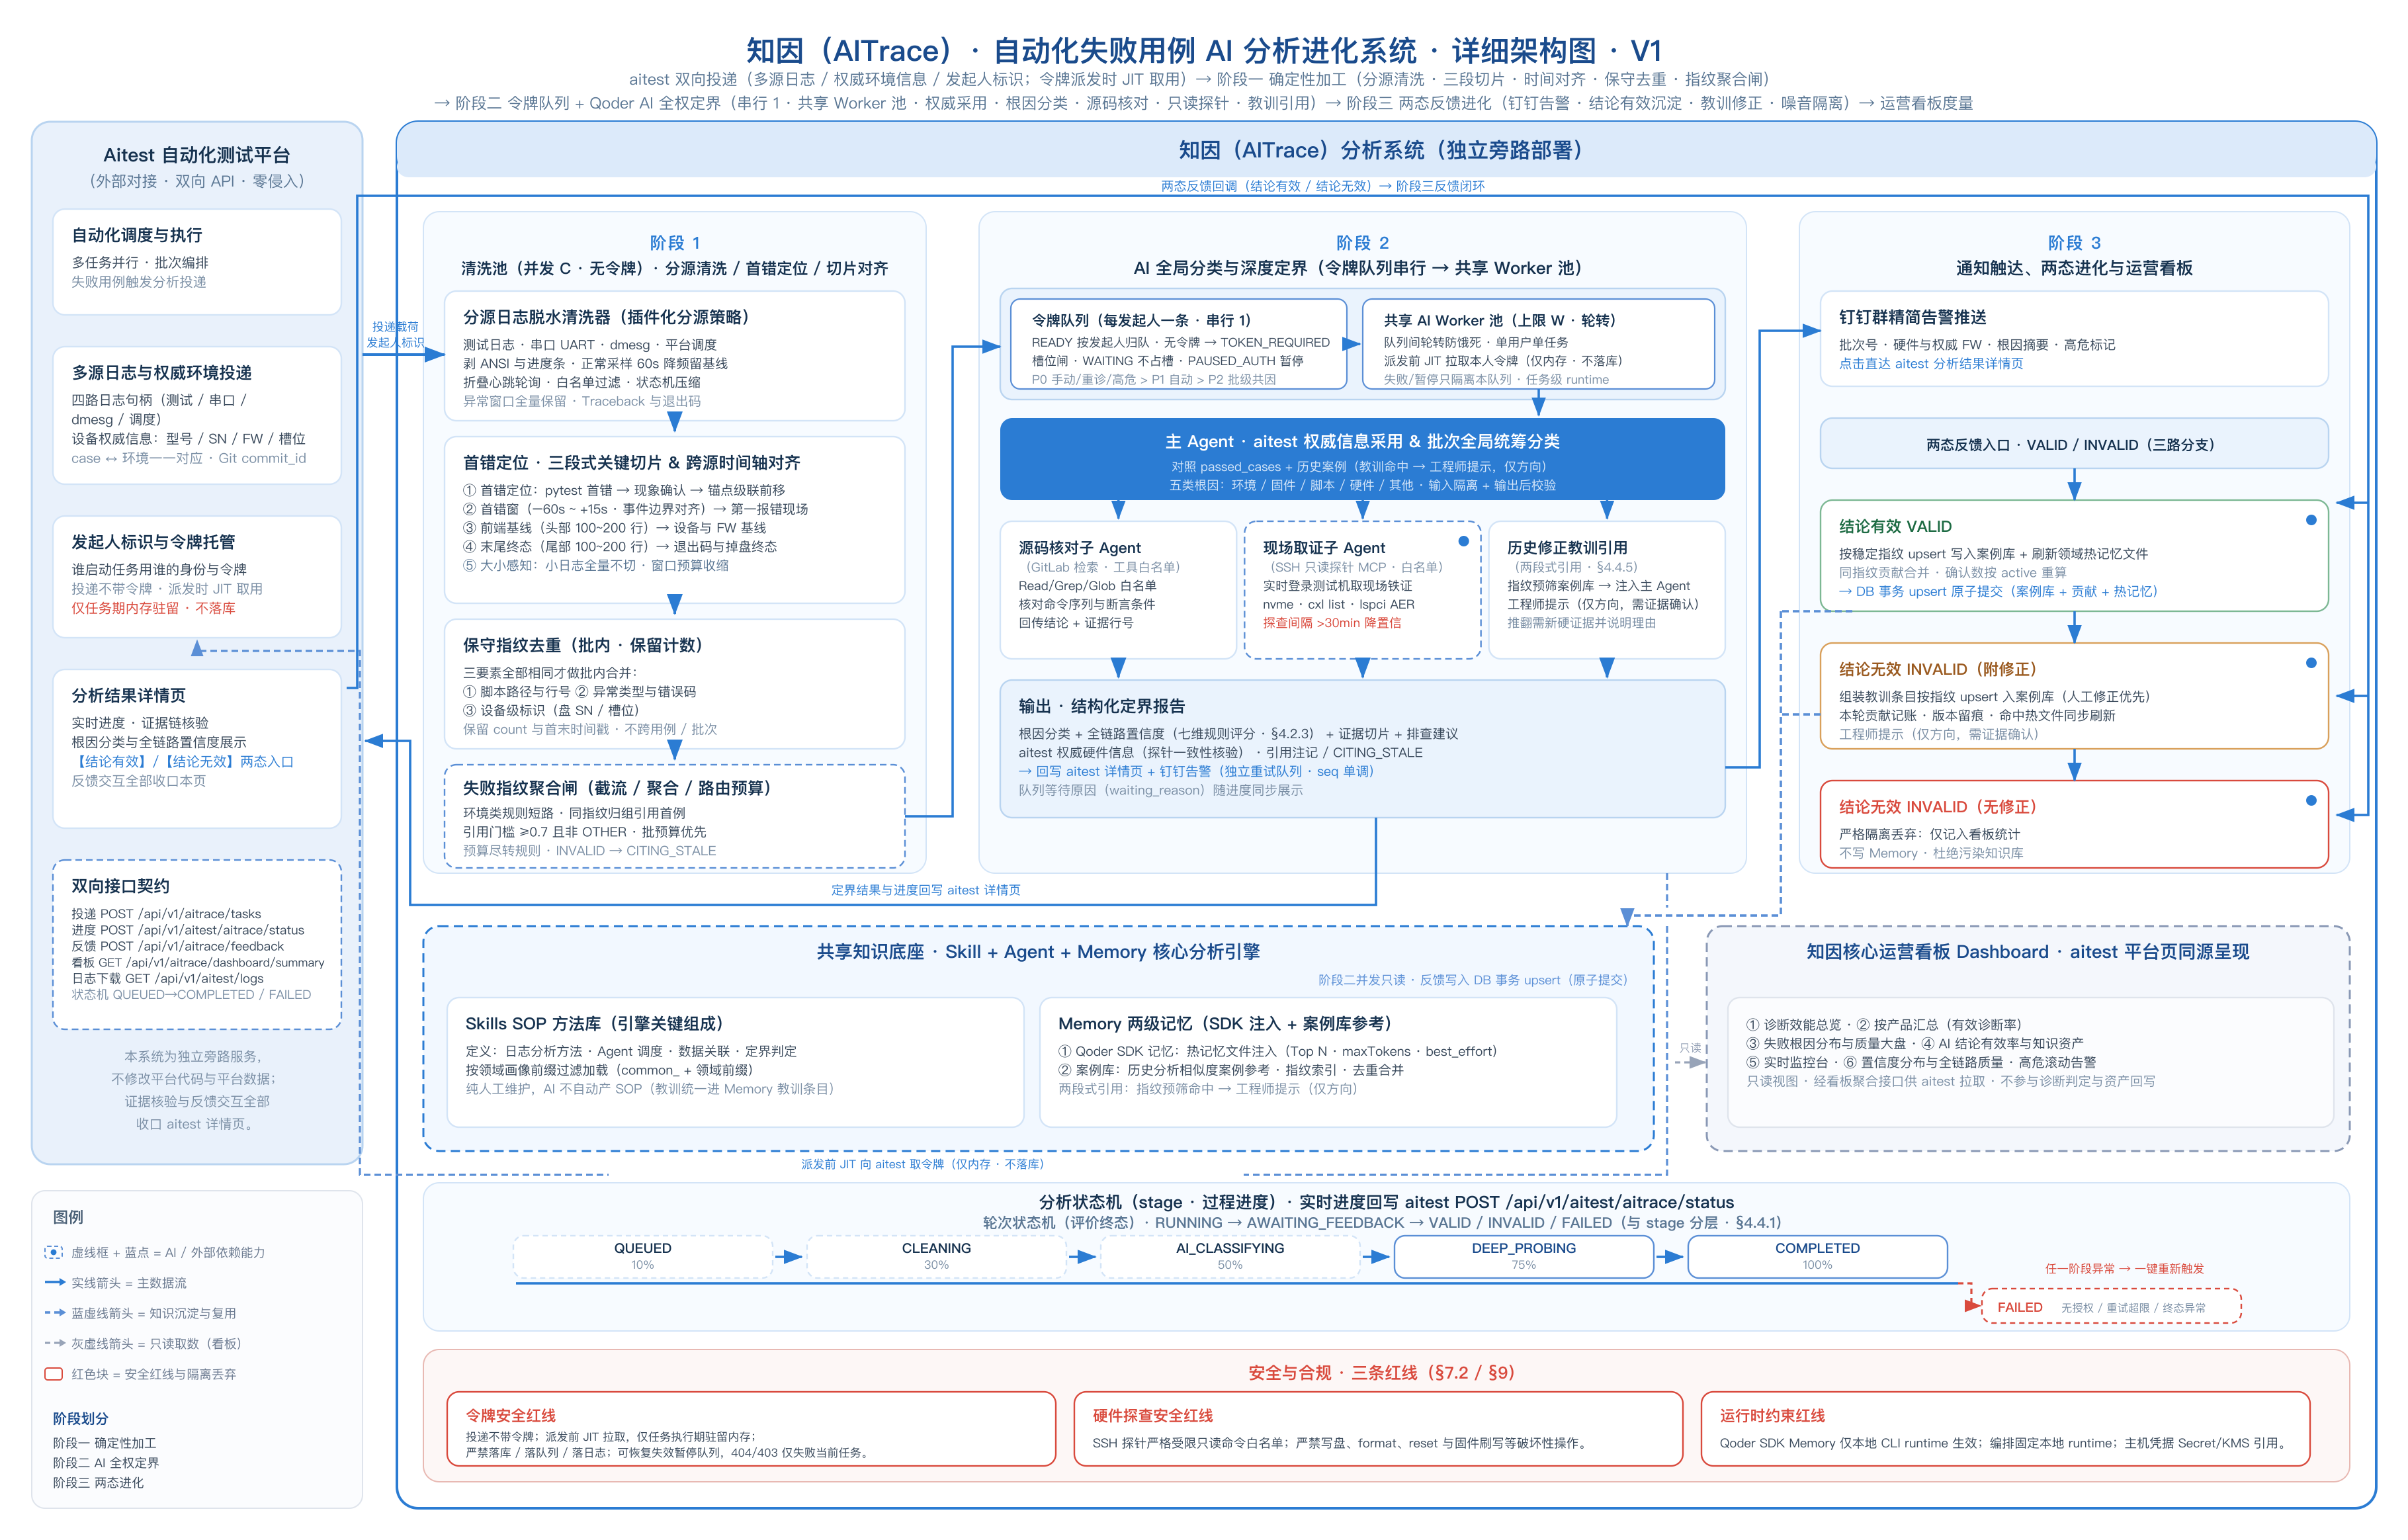 知因（AITrace）· 自动化失败用例 AI 分析进化系统 · 详细架构图 · V1
aitest 双向投递（多源日志 / 权威环境信息 / 发起人标识；令牌派发时 JIT 取用）→ 阶段一 确定性加工（分源清洗 · 三段切片 · 时间对齐 · 保守去重 · 指纹聚合闸）
→ 阶段二 令牌队列 + Qoder AI 全权定界（串行 1 · 共享 Worker 池 · 权威采用 · 根因分类 · 源码核对 · 只读探针 · 教训引用）→ 阶段三 两态反馈进化（钉钉告警 · 结论有效沉淀 · 教训修正 · 噪音隔离）→ 运营看板度量
Aitest 自动化测试平台
（外部对接 · 双向 API · 零侵入）
自动化调度与执行
多任务并行 · 批次编排
失败用例触发分析投递
多源日志与权威环境投递
四路日志句柄（测试 / 串口 /
dmesg / 调度）
设备权威信息：型号 / SN / FW / 槽位
case ↔ 环境一一对应 · Git commit_id
发起人标识与令牌托管
谁启动任务用谁的身份与令牌
投递不带令牌 · 派发时 JIT 取用
仅任务期内存驻留 · 不落库
分析结果详情页
实时进度 · 证据链核验
根因分类与全链路置信度展示
【结论有效】/【结论无效】两态入口
反馈交互全部收口本页
双向接口契约
投递 POST /api/v1/aitrace/tasks
进度 POST /api/v1/aitest/aitrace/status
反馈 POST /api/v1/aitrace/feedback
看板 GET /api/v1/aitrace/dashboard/summary
日志下载 GET /api/v1/aitest/logs
状态机 QUEUED→COMPLETED / FAILED
本系统为独立旁路服务，
不修改平台代码与平台数据；
证据核验与反馈交互全部
收口 aitest 详情页。
图例
虚线框 + 蓝点 = AI / 外部依赖能力
实线箭头 = 主数据流
蓝虚线箭头 = 知识沉淀与复用
灰虚线箭头 = 只读取数（看板）
红色块 = 安全红线与隔离丢弃
阶段划分
阶段一 确定性加工
阶段二 AI 全权定界
阶段三 两态进化
知因（AITrace）分析系统（独立旁路部署）
两态反馈回调（结论有效 / 结论无效）→ 阶段三反馈闭环
投递载荷
发起人标识
阶段 1
清洗池（并发 C · 无令牌）· 分源清洗 / 首错定位 / 切片对齐
分源日志脱水清洗器（插件化分源策略）
测试日志 · 串口 UART · dmesg · 平台调度
剥 ANSI 与进度条 · 正常采样 60s 降频留基线
折叠心跳轮询 · 白名单过滤 · 状态机压缩
异常窗口全量保留 · Traceback 与退出码
首错定位 · 三段式关键切片 & 跨源时间轴对齐
① 首错定位：pytest 首错 → 现象确认 → 锚点级联前移
② 首错窗（−60s ~ +15s · 事件边界对齐）→ 第一报错现场
③ 前端基线（头部 100~200 行）→ 设备与 FW 基线
④ 末尾终态（尾部 100~200 行）→ 退出码与掉盘终态
⑤ 大小感知：小日志全量不切 · 窗口预算收缩
保守指纹去重（批内 · 保留计数）
三要素全部相同才做批内合并：
① 脚本路径与行号 ② 异常类型与错误码
③ 设备级标识（盘 SN / 槽位）
保留 count 与首末时间戳 · 不跨用例 / 批次
失败指纹聚合闸（截流 / 聚合 / 路由预算）
环境类规则短路 · 同指纹归组引用首例
引用门槛 ≥0.7 且非 OTHER · 批预算优先
预算尽转规则 · INVALID → CITING_STALE
阶段 2
AI 全局分类与深度定界（令牌队列串行 → 共享 Worker 池）
令牌队列（每发起人一条 · 串行 1）
READY 按发起人归队 · 无令牌 → TOKEN_REQUIRED
槽位闸 · WAITING 不占槽 · PAUSED_AUTH 暂停
P0 手动/重诊/高危 > P1 自动 > P2 批级共因
共享 AI Worker 池（上限 W · 轮转）
队列间轮转防饿死 · 单用户单任务
派发前 JIT 拉取本人令牌（仅内存 · 不落库）
失败/暂停只隔离本队列 · 任务级 runtime
主 Agent · aitest 权威信息采用 & 批次全局统筹分类
对照 passed_cases + 历史案例（教训命中 → 工程师提示，仅方向）
五类根因：环境 / 固件 / 脚本 / 硬件 / 其他 · 输入隔离 + 输出后校验
源码核对子 Agent
（GitLab 检索 · 工具白名单）
Read/Grep/Glob 白名单
核对命令序列与断言条件
回传结论 + 证据行号
现场取证子 Agent
（SSH 只读探针 MCP · 白名单）
实时登录测试机取现场铁证
nvme · cxl list · lspci AER
探查间隔 >30min 降置信
历史修正教训引用
（两段式引用 · §4.4.5）
指纹预筛案例库 → 注入主 Agent
工程师提示（仅方向，需证据确认）
推翻需新硬证据并说明理由
输出 · 结构化定界报告
根因分类 + 全链路置信度（七维规则评分 · §4.2.3）+ 证据切片 + 排查建议
aitest 权威硬件信息（探针一致性核验）· 引用注记 / CITING_STALE
→ 回写 aitest 详情页 + 钉钉告警（独立重试队列 · seq 单调）
队列等待原因（waiting_reason）随进度同步展示
定界结果与进度回写 aitest 详情页
阶段 3
通知触达、两态进化与运营看板
钉钉群精简告警推送
批次号 · 硬件与权威 FW · 根因摘要 · 高危标记
点击直达 aitest 分析结果详情页
两态反馈入口 · VALID / INVALID（三路分支）
结论有效 VALID
按稳定指纹 upsert 写入案例库 + 刷新领域热记忆文件
同指纹贡献合并 · 确认数按 active 重算
→ DB 事务 upsert 原子提交（案例库 + 贡献 + 热记忆）
结论无效 INVALID（附修正）
组装教训条目按指纹 upsert 入案例库（人工修正优先）
本轮贡献记账 · 版本留痕 · 命中热文件同步刷新
工程师提示（仅方向，需证据确认）
结论无效 INVALID（无修正）
严格隔离丢弃：仅记入看板统计
不写 Memory · 杜绝污染知识库
共享知识底座 · Skill + Agent + Memory 核心分析引擎
阶段二并发只读 · 反馈写入 DB 事务 upsert（原子提交）
Skills SOP 方法库（引擎关键组成）
定义：日志分析方法 · Agent 调度 · 数据关联 · 定界判定
按领域画像前缀过滤加载（common_ + 领域前缀）
纯人工维护，AI 不自动产 SOP（教训统一进 Memory 教训条目）
Memory 两级记忆（SDK 注入 + 案例库参考）
① Qoder SDK 记忆：热记忆文件注入（Top N · maxTokens · best_effort）
② 案例库：历史分析相似度案例参考 · 指纹索引 · 去重合并
两段式引用：指纹预筛命中 → 工程师提示（仅方向）
只读
知因核心运营看板 Dashboard · aitest 平台页同源呈现
① 诊断效能总览 · ② 按产品汇总（有效诊断率）
③ 失败根因分布与质量大盘 · ④ AI 结论有效率与知识资产
⑤ 实时监控台 · ⑥ 置信度分布与全链路质量 · 高危滚动告警
只读视图 · 经看板聚合接口供 aitest 拉取 · 不参与诊断判定与资产回写
派发前 JIT 向 aitest 取令牌（仅内存 · 不落库）
分析状态机（stage · 过程进度）· 实时进度回写 aitest POST /api/v1/aitest/aitrace/status
轮次状态机（评价终态）· RUNNING → AWAITING_FEEDBACK → VALID / INVALID / FAILED（与 stage 分层 · §4.4.1）
QUEUED
10%
CLEANING
30%
AI_CLASSIFYING
50%
DEEP_PROBING
75%
COMPLETED
100%
任一阶段异常 → 一键重新触发
FAILED 无授权 / 重试超限 / 终态异常
安全与合规 · 三条红线（§7.2 / §9）
令牌安全红线
投递不带令牌；派发前 JIT 拉取，仅任务执行期驻留内存；
严禁落库 / 落队列 / 落日志；可恢复失效暂停队列，404/403 仅失败当前任务。
硬件探查安全红线
SSH 探针严格受限只读命令白名单；严禁写盘、format、reset 与固件刷写等破坏性操作。
运行时约束红线
Qoder SDK Memory 仅本地 CLI runtime 生效；编排固定本地 runtime；主机凭据 Secret/KMS 引用。